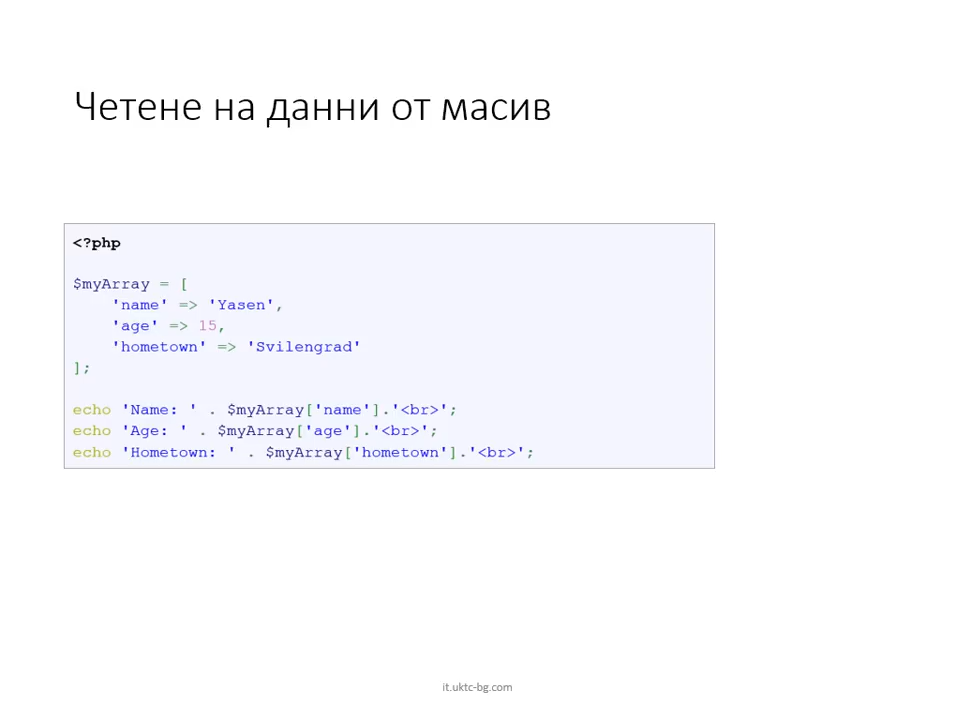 Четене на данни от масив
<?php
$myArray = [
    'name' => 'Yasen',
    'age' => 15,
    'hometown' => 'Svilengrad'
];
echo 'Name: ' . $myArray['name'].'<br>';
echo 'Age: ' . $myArray['age'].'<br>';
echo 'Hometown: ' . $myArray['hometown'].'<br>';
it.uktc-bg.com